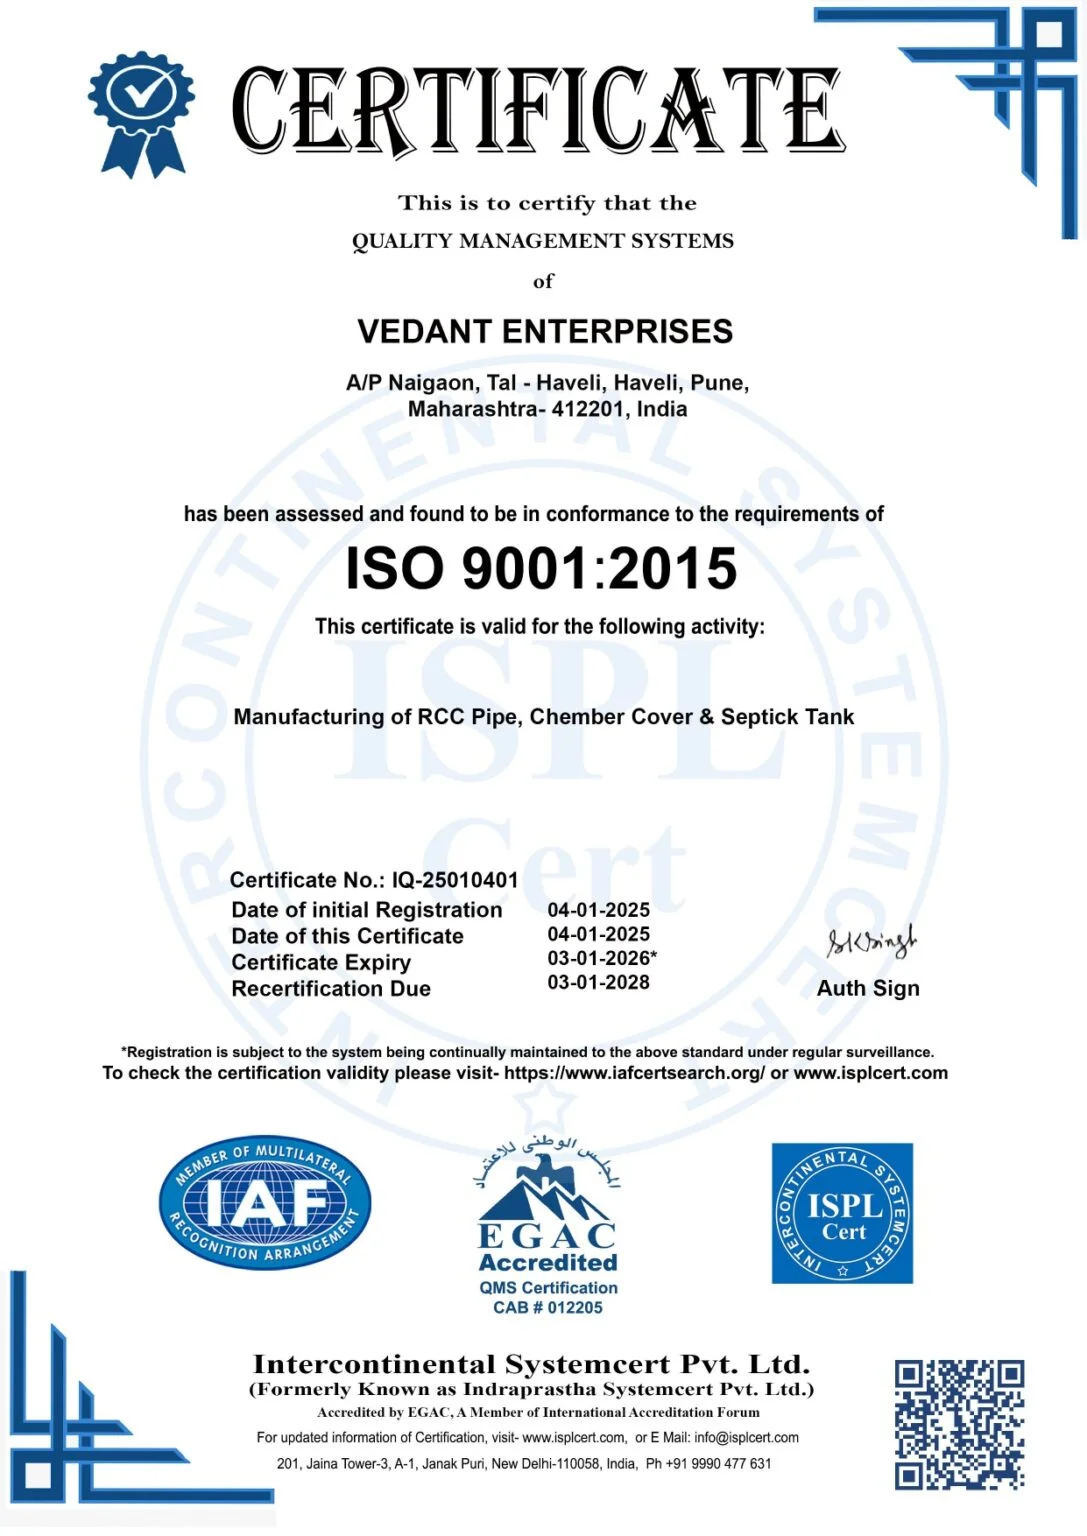 CERTIFICATE
This is to certify that the
QUALITY MANAGEMENT SYSTEMS
of
VEDANT ENTERPRISES
A/P Naigaon, Tal - Haveli, Haveli, Pune,
Maharashtra- 412201, India
has been assessed and found to be in conformance to the requirements of
ISO 9001:2015
This certificate is valid for the following activity:
Manufacturing of RCC Pipe, Chember Cover & Septick Tank
INTERCONTINENTAL SYSTEMCERT
ISPL
Cert
Certificate No.: IQ-25010401
Date of initial Registration 04-01-2025
Date of this Certificate 04-01-2025
Certificate Expiry 03-01-2026*
Recertification Due 03-01-2028
SKSingh
Auth Sign
*Registration is subject to the system being continually maintained to the above standard under regular surveillance.
To check the certification validity please visit- https://www.iafcertsearch.org/ or www.isplcert.com
MEMBER OF MULTILATERAL
IAF
RECOGNITION ARRANGEMENT
المجلس الوطنى للاعتماد
EGAC
Accredited
QMS Certification
CAB # 012205
INTERCONTINENTAL SYSTEMCERT
ISPL
Cert
Intercontinental Systemcert Pvt. Ltd.
(Formerly Known as Indraprastha Systemcert Pvt. Ltd.)
Accredited by EGAC, A Member of International Accreditation Forum
For updated information of Certification, visit- www.isplcert.com, or E Mail: info@isplcert.com
201, Jaina Tower-3, A-1, Janak Puri, New Delhi-110058, India, Ph +91 9990 477 631